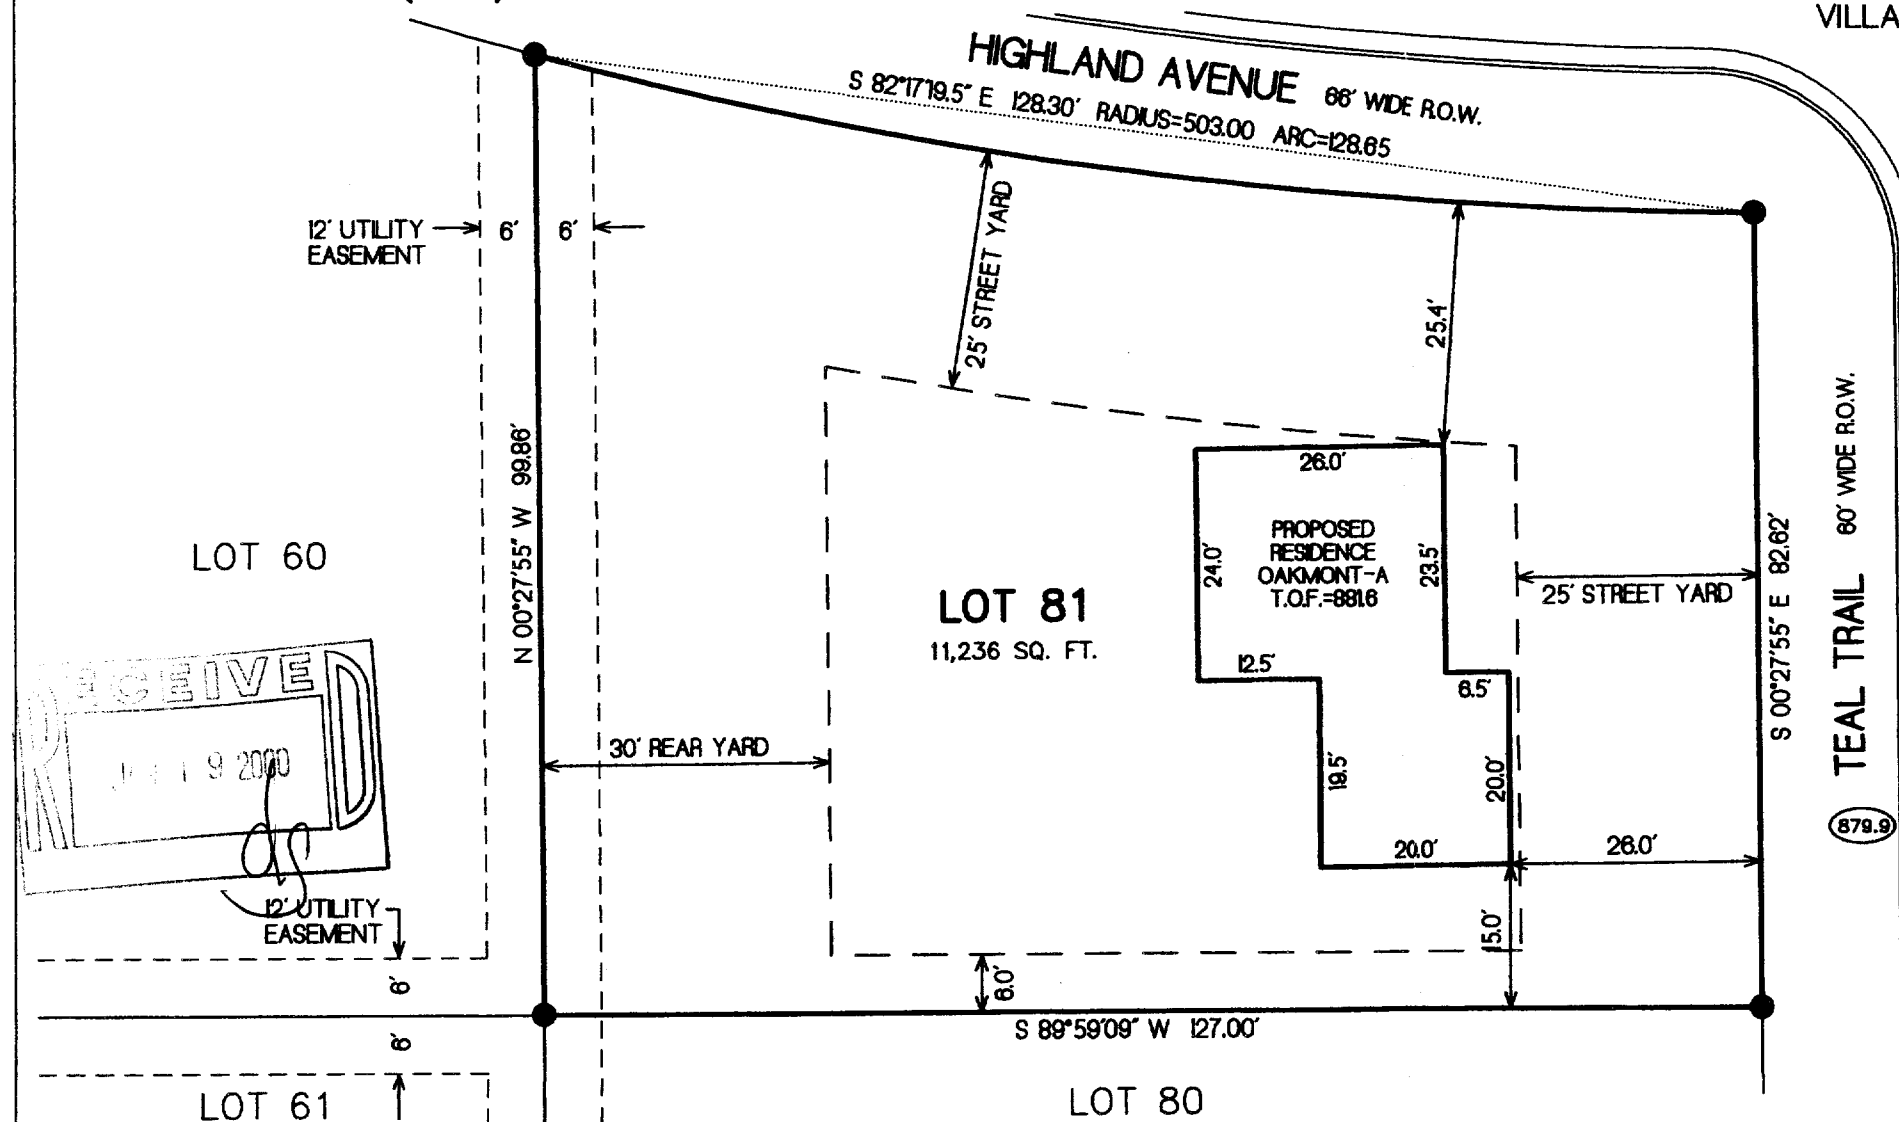 VILLA
HIGHLAND AVENUE 66' WIDE R.O.W.
S 82°17'19.5" E 128.30' RADIUS=503.00 ARC=128.65
12' UTILITY
EASEMENT
6'
6'
25' STREET YARD
25.4'
N 00°27'55" W 99.86'
LOT 60
26.0'
PROPOSED
RESIDENCE
OAKMONT-A
T.O.F.=881.6
24.0'
23.5'
LOT 81
11,236 SQ. FT.
25' STREET YARD
S 00°27'55" E 82.62'
TEAL TRAIL 60' WIDE R.O.W.
12.5'
6.5'
RECEIVED
19 2000
30' REAR YARD
19.5'
20.0'
20.0'
26.0'
879.9
12' UTILITY
EASEMENT
15.0'
6.0'
6'
6'
S 89°59'09" W 127.00'
LOT 61
LOT 80